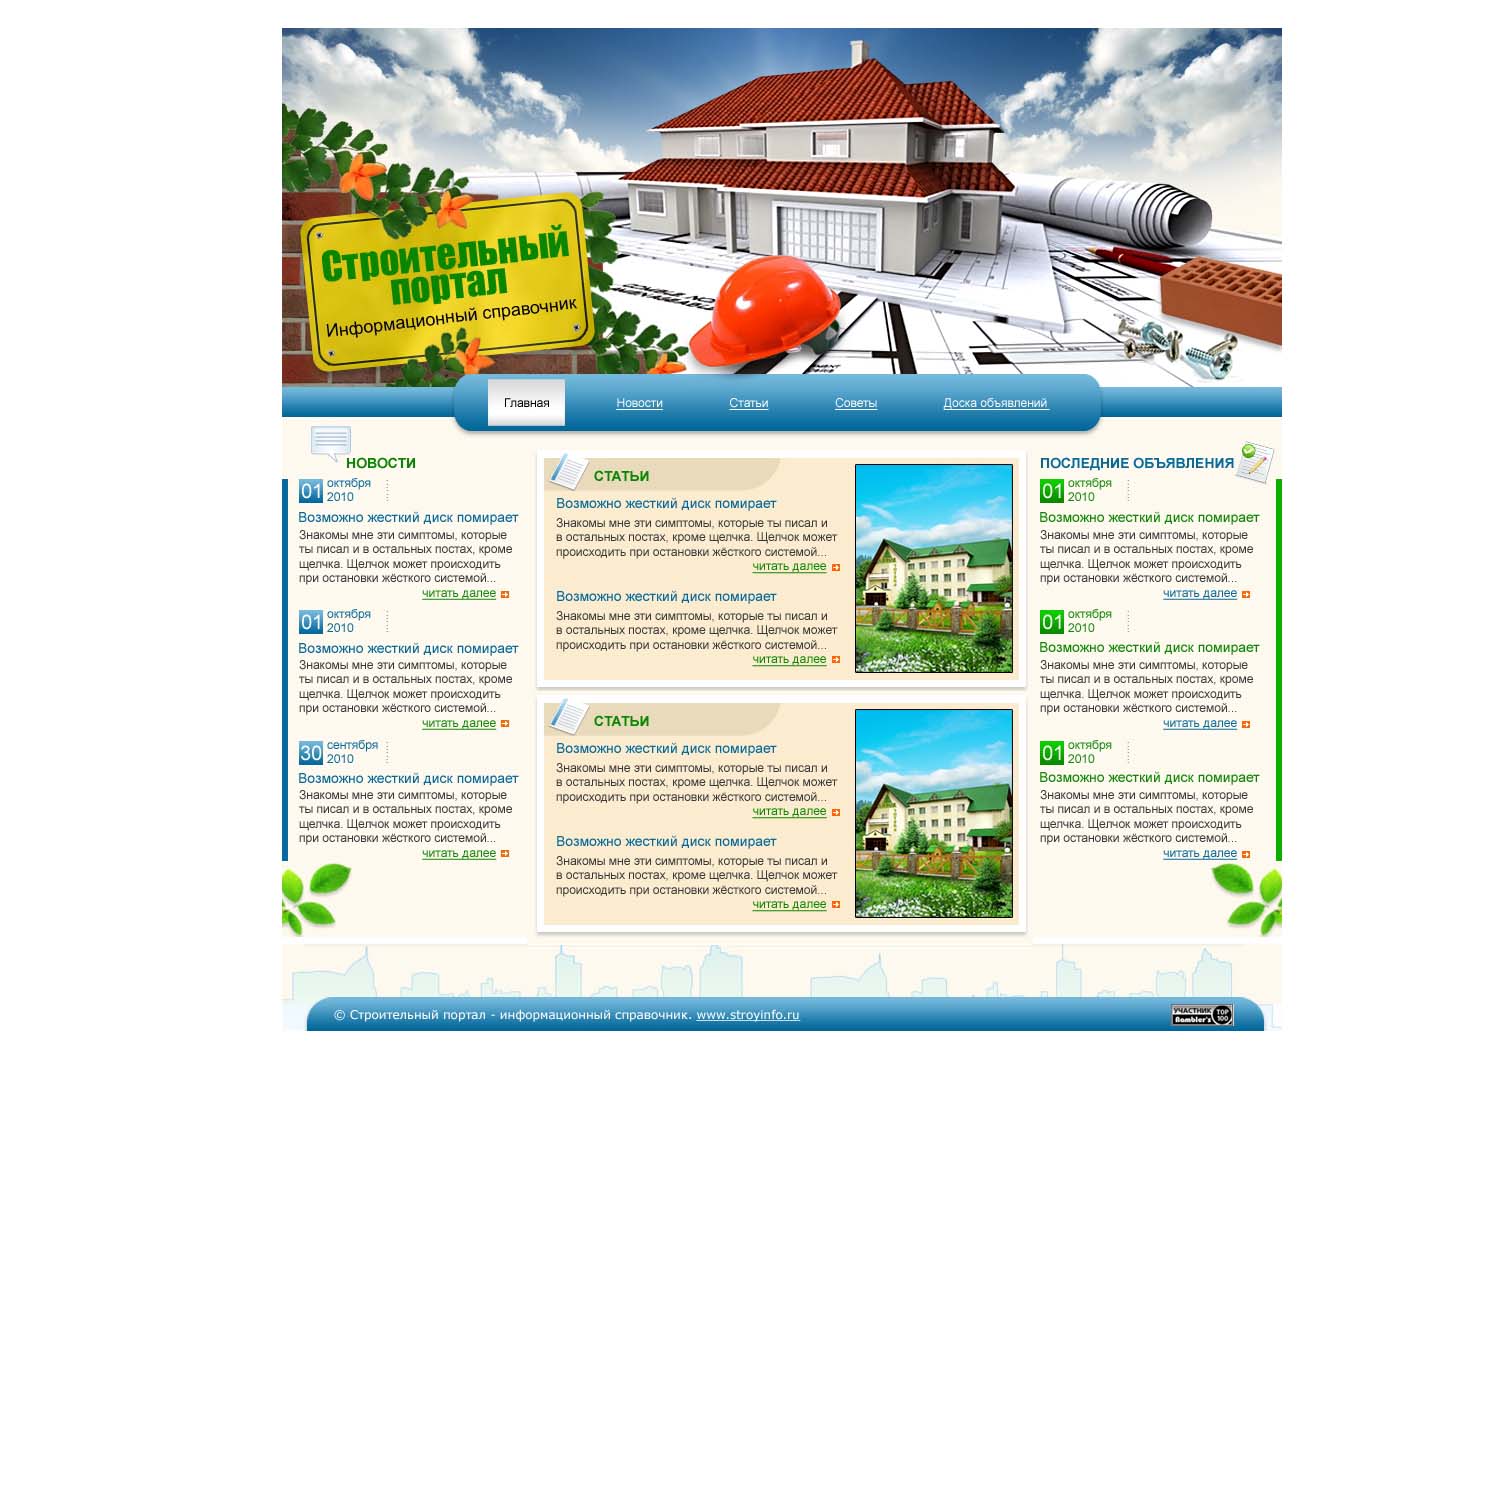 Строительный
портал
Информационный справочник
Главная
Новости
Статьи
Советы
Доска объявлений
НОВОСТИ
01 октября
2010
Возможно жесткий диск помирает
Знакомы мне эти симптомы, которые
ты писал и в остальных постах, кроме
щелчка. Щелчок может происходить
при остановки жёсткого системой...
читать далее
01 октября
2010
Возможно жесткий диск помирает
Знакомы мне эти симптомы, которые
ты писал и в остальных постах, кроме
щелчка. Щелчок может происходить
при остановки жёсткого системой...
читать далее
30 сентября
2010
Возможно жесткий диск помирает
Знакомы мне эти симптомы, которые
ты писал и в остальных постах, кроме
щелчка. Щелчок может происходить
при остановки жёсткого системой...
читать далее
СТАТЬИ
Возможно жесткий диск помирает
Знакомы мне эти симптомы, которые ты писал и
в остальных постах, кроме щелчка. Щелчок может
происходить при остановки жёсткого системой...
читать далее
Возможно жесткий диск помирает
Знакомы мне эти симптомы, которые ты писал и
в остальных постах, кроме щелчка. Щелчок может
происходить при остановки жёсткого системой...
читать далее
СТАТЬИ
Возможно жесткий диск помирает
Знакомы мне эти симптомы, которые ты писал и
в остальных постах, кроме щелчка. Щелчок может
происходить при остановки жёсткого системой...
читать далее
Возможно жесткий диск помирает
Знакомы мне эти симптомы, которые ты писал и
в остальных постах, кроме щелчка. Щелчок может
происходить при остановки жёсткого системой...
читать далее
ПОСЛЕДНИЕ ОБЪЯВЛЕНИЯ
01 октября
2010
Возможно жесткий диск помирает
Знакомы мне эти симптомы, которые
ты писал и в остальных постах, кроме
щелчка. Щелчок может происходить
при остановки жёсткого системой...
читать далее
01 октября
2010
Возможно жесткий диск помирает
Знакомы мне эти симптомы, которые
ты писал и в остальных постах, кроме
щелчка. Щелчок может происходить
при остановки жёсткого системой...
читать далее
01 октября
2010
Возможно жесткий диск помирает
Знакомы мне эти симптомы, которые
ты писал и в остальных постах, кроме
щелчка. Щелчок может происходить
при остановки жёсткого системой...
читать далее
© Строительный портал - информационный справочник. www.stroyinfo.ru
УЧАСТНИК
Rambler's
TOP
100